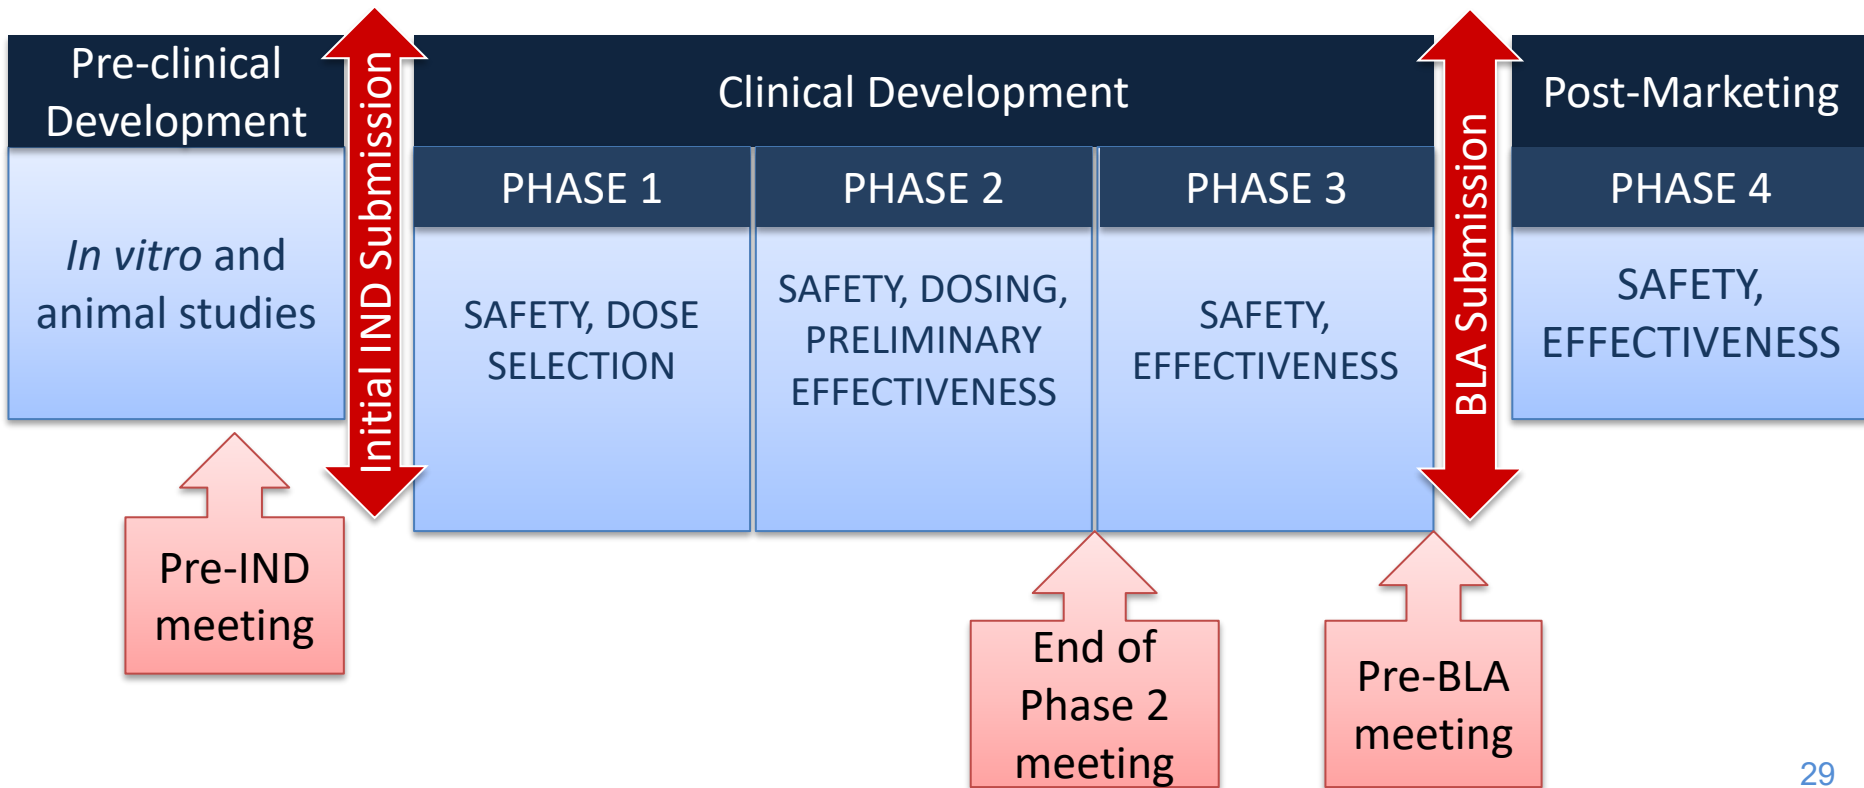 Pre-clinical
Development
Initial IND Submission
Clinical Development
BLA Submission
Post-Marketing
PHASE 1
PHASE 2
PHASE 3
PHASE 4
In vitro and
animal studies
SAFETY, DOSE
SELECTION
SAFETY, DOSING,
PRELIMINARY
EFFECTIVENESS
SAFETY,
EFFECTIVENESS
SAFETY,
EFFECTIVENESS
Pre-IND
meeting
End of
Phase 2
meeting
Pre-BLA
meeting
29